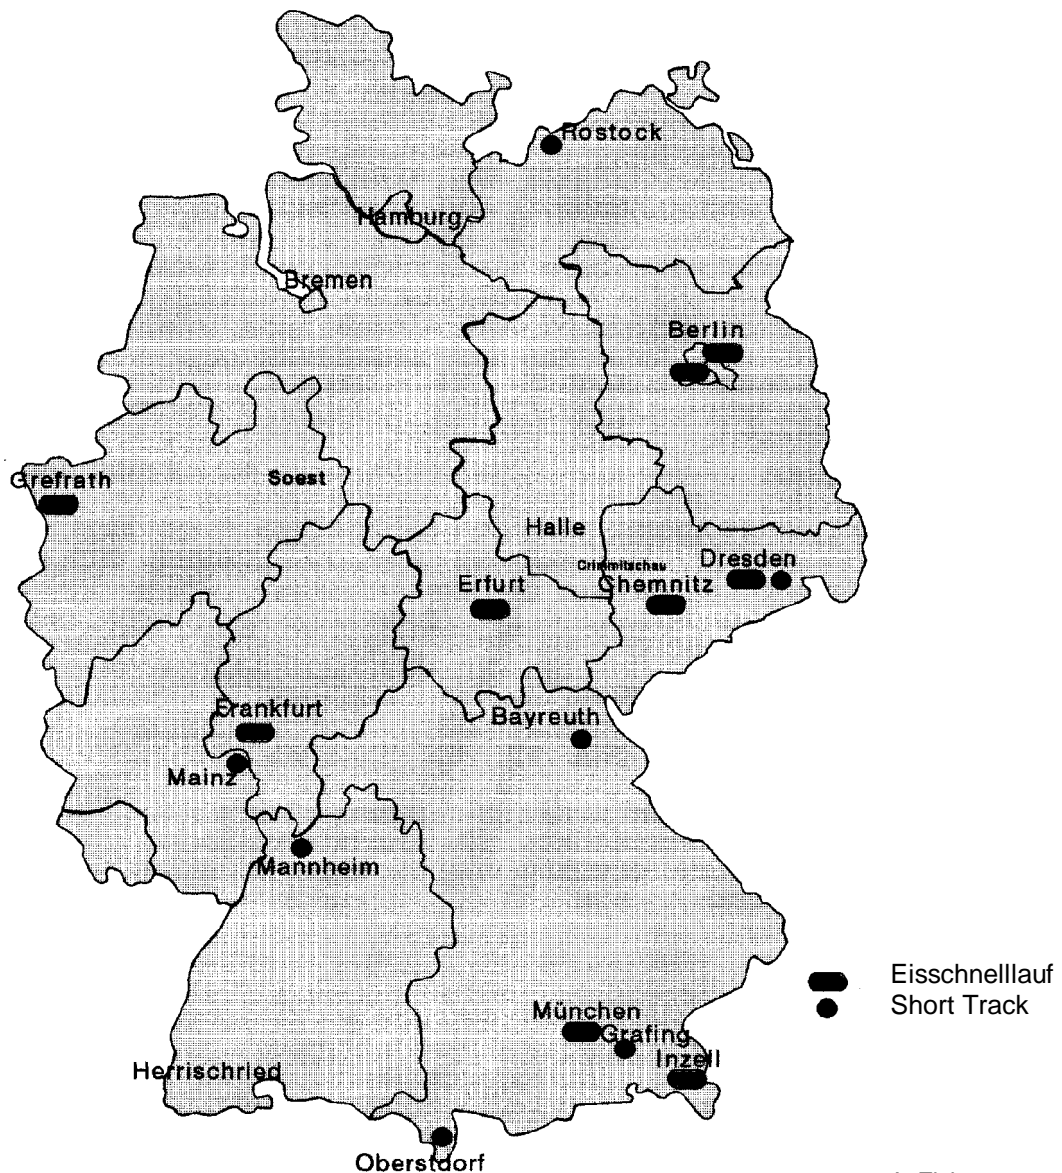 Rostock
Hamburg
Bremen
Berlin
Grefrath
Soest
Halle
Crimmitschau
Dresden
Erfurt
Chemnitz
Frankfurt
Bayreuth
Mainz
Mannheim
Eisschnelllauf
Short Track
München
Grafing
Inzell
Herrischried
Oberstdorf